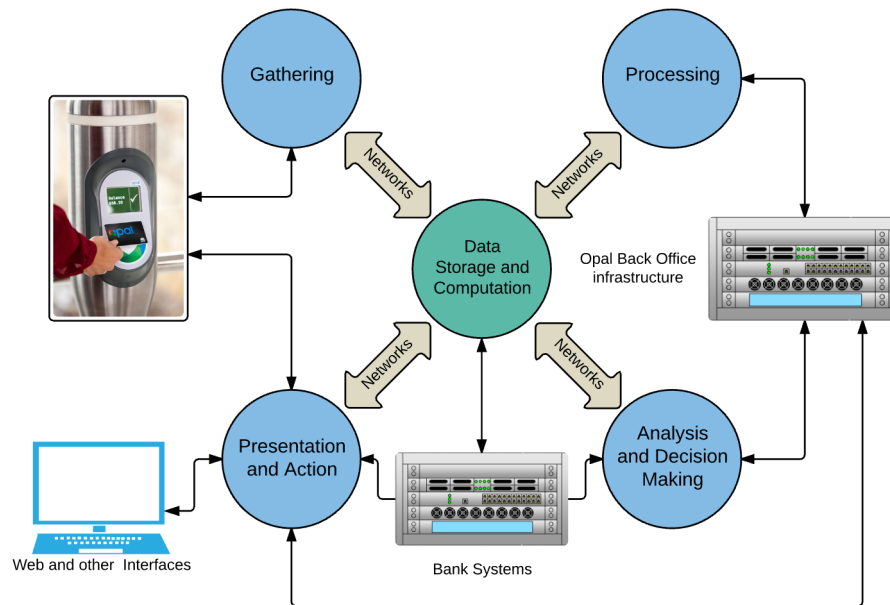 Gathering
Processing
Networks
Networks
Balance
opal
Data
Storage and
Computation
Opal Back Office
infrastructure
Networks
Networks
Presentation
and Action
Analysis
and Decision
Making
Web and other Interfaces
Bank Systems